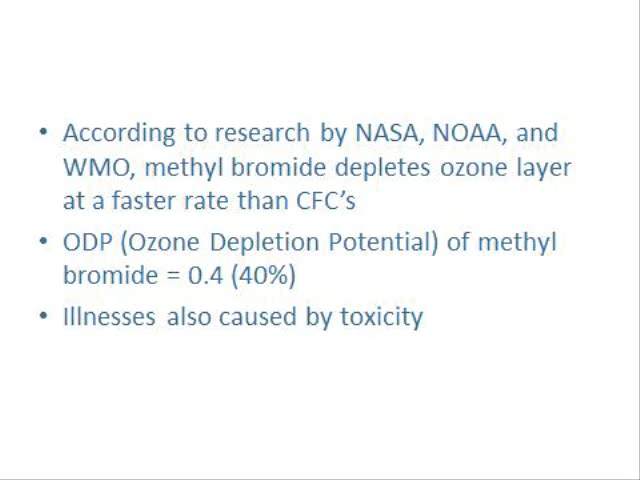 • According to research by NASA, NOAA, and
WMO, methyl bromide depletes ozone layer
at a faster rate than CFC’s
• ODP (Ozone Depletion Potential) of methyl
bromide = 0.4 (40%)
• Illnesses also caused by toxicity